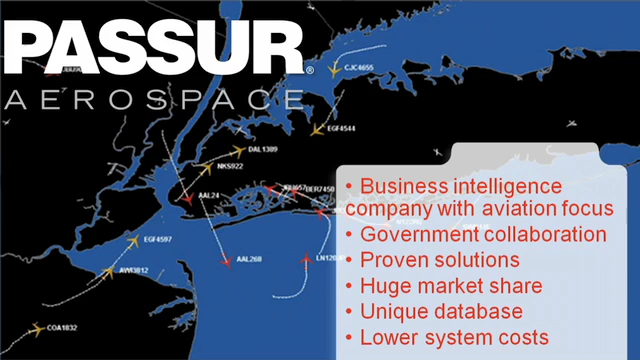 PASSUR®
AEROSPACE
CJC4655
EGF4544
DAL1389
NKS922
AAL24
BER7450
EGF4597
AAL268
AWI3812
COA1832
• Business intelligence
company with aviation focus
• Government collaboration
• Proven solutions
• Huge market share
• Unique database
• Lower system costs